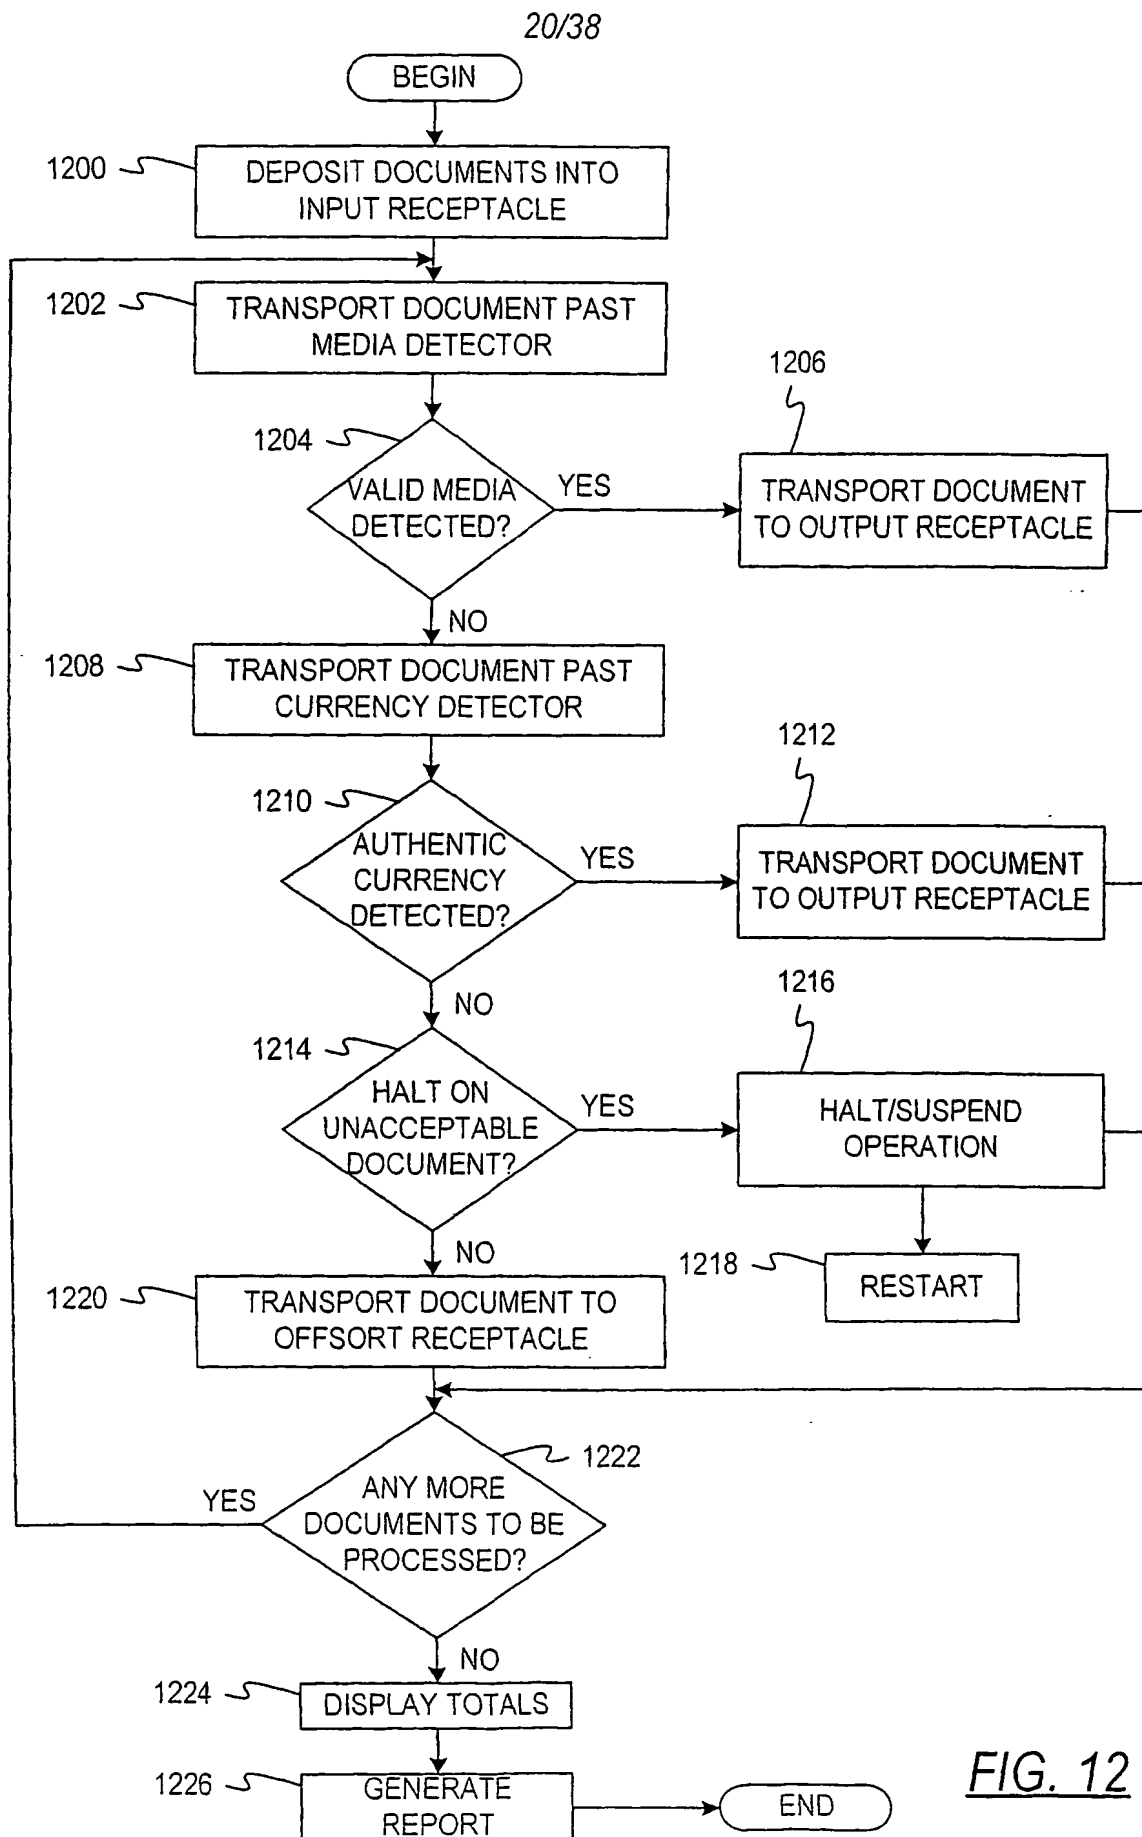 20/38
BEGIN
1200
DEPOSIT DOCUMENTS INTO
INPUT RECEPTACLE
1202
TRANSPORT DOCUMENT PAST
MEDIA DETECTOR
1204
VALID MEDIA
DETECTED?
YES
1206
TRANSPORT DOCUMENT
TO OUTPUT RECEPTACLE
NO
1208
TRANSPORT DOCUMENT PAST
CURRENCY DETECTOR
1210
AUTHENTIC
CURRENCY
DETECTED?
YES
1212
TRANSPORT DOCUMENT
TO OUTPUT RECEPTACLE
NO
1214
HALT ON
UNACCEPTABLE
DOCUMENT?
YES
1216
HALT/SUSPEND
OPERATION
1218
RESTART
NO
1220
TRANSPORT DOCUMENT TO
OFFSORT RECEPTACLE
1222
ANY MORE
DOCUMENTS TO BE
PROCESSED?
YES
NO
1224
DISPLAY TOTALS
1226
GENERATE
REPORT
END
FIG. 12